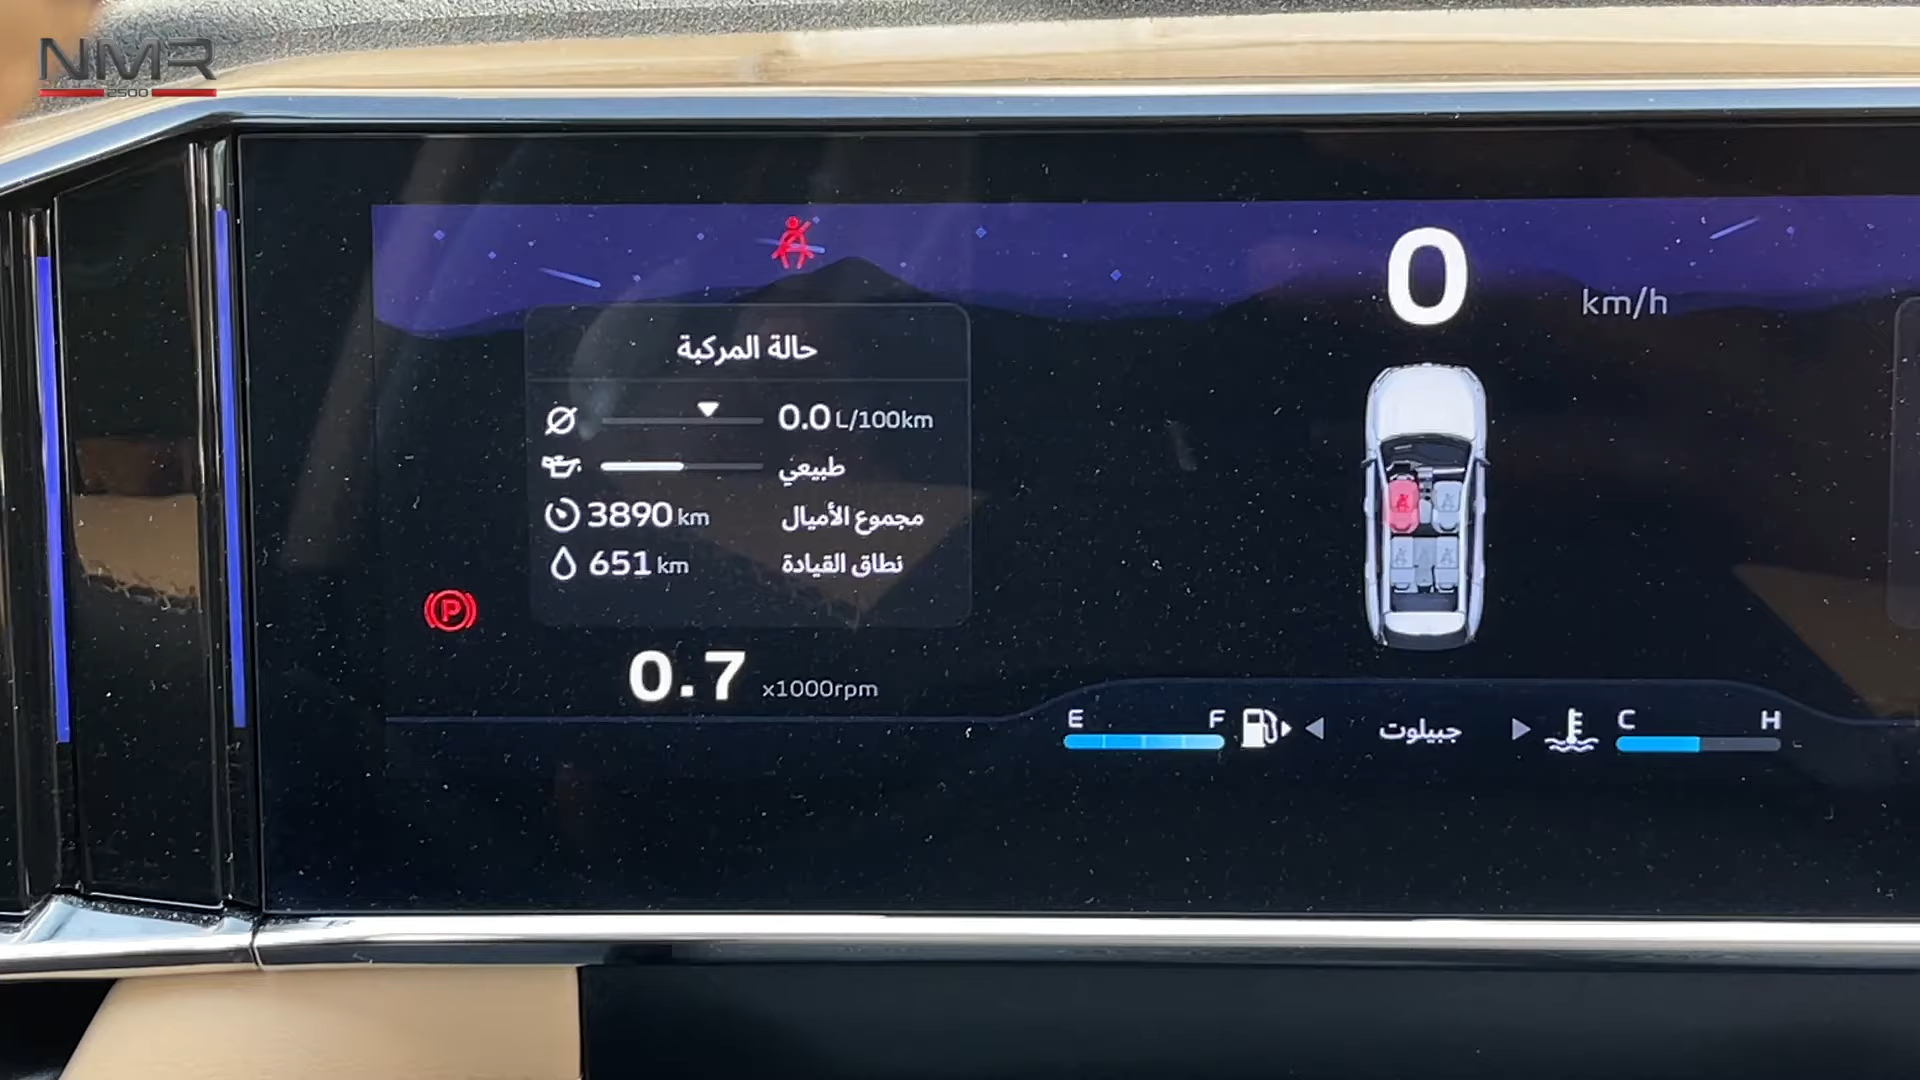 NMR
2500
0 km/h
حالة المركبة
0.0 L/100km
طبيعي
3890 km مجموع الأميال
651 km نطاق القيادة
P
0.7 x1000rpm
E F جبيلوت C H